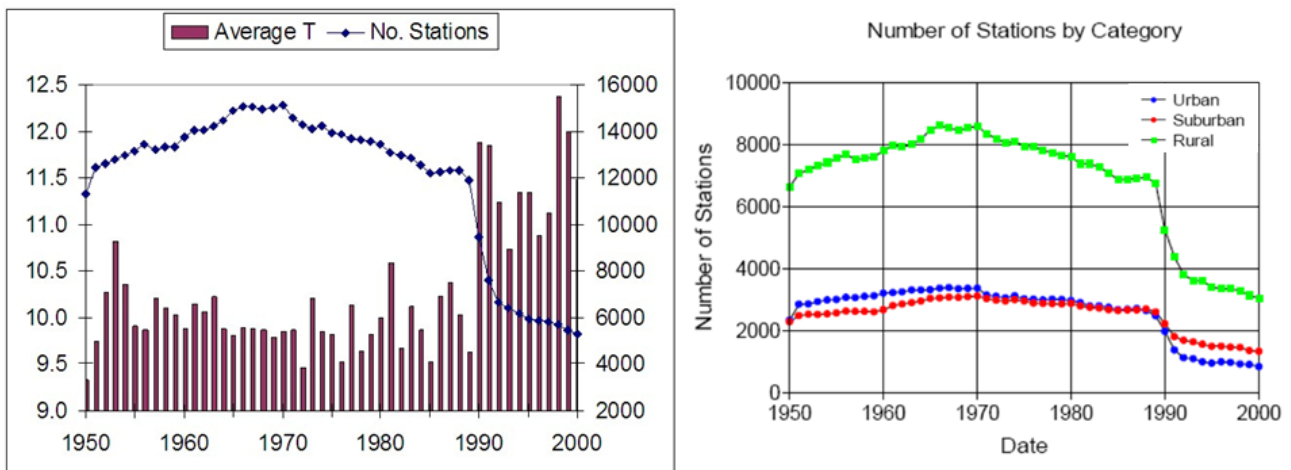 Average T No. Stations
12.5
12.0
11.5
11.0
10.5
10.0
9.5
9.0
16000
14000
12000
10000
8000
6000
4000
2000
1950 1960 1970 1980 1990 2000
Number of Stations by Category
Urban
Suburban
Rural
Number of Stations
10000
8000
6000
4000
2000
0
1950 1960 1970 1980 1990 2000
Date